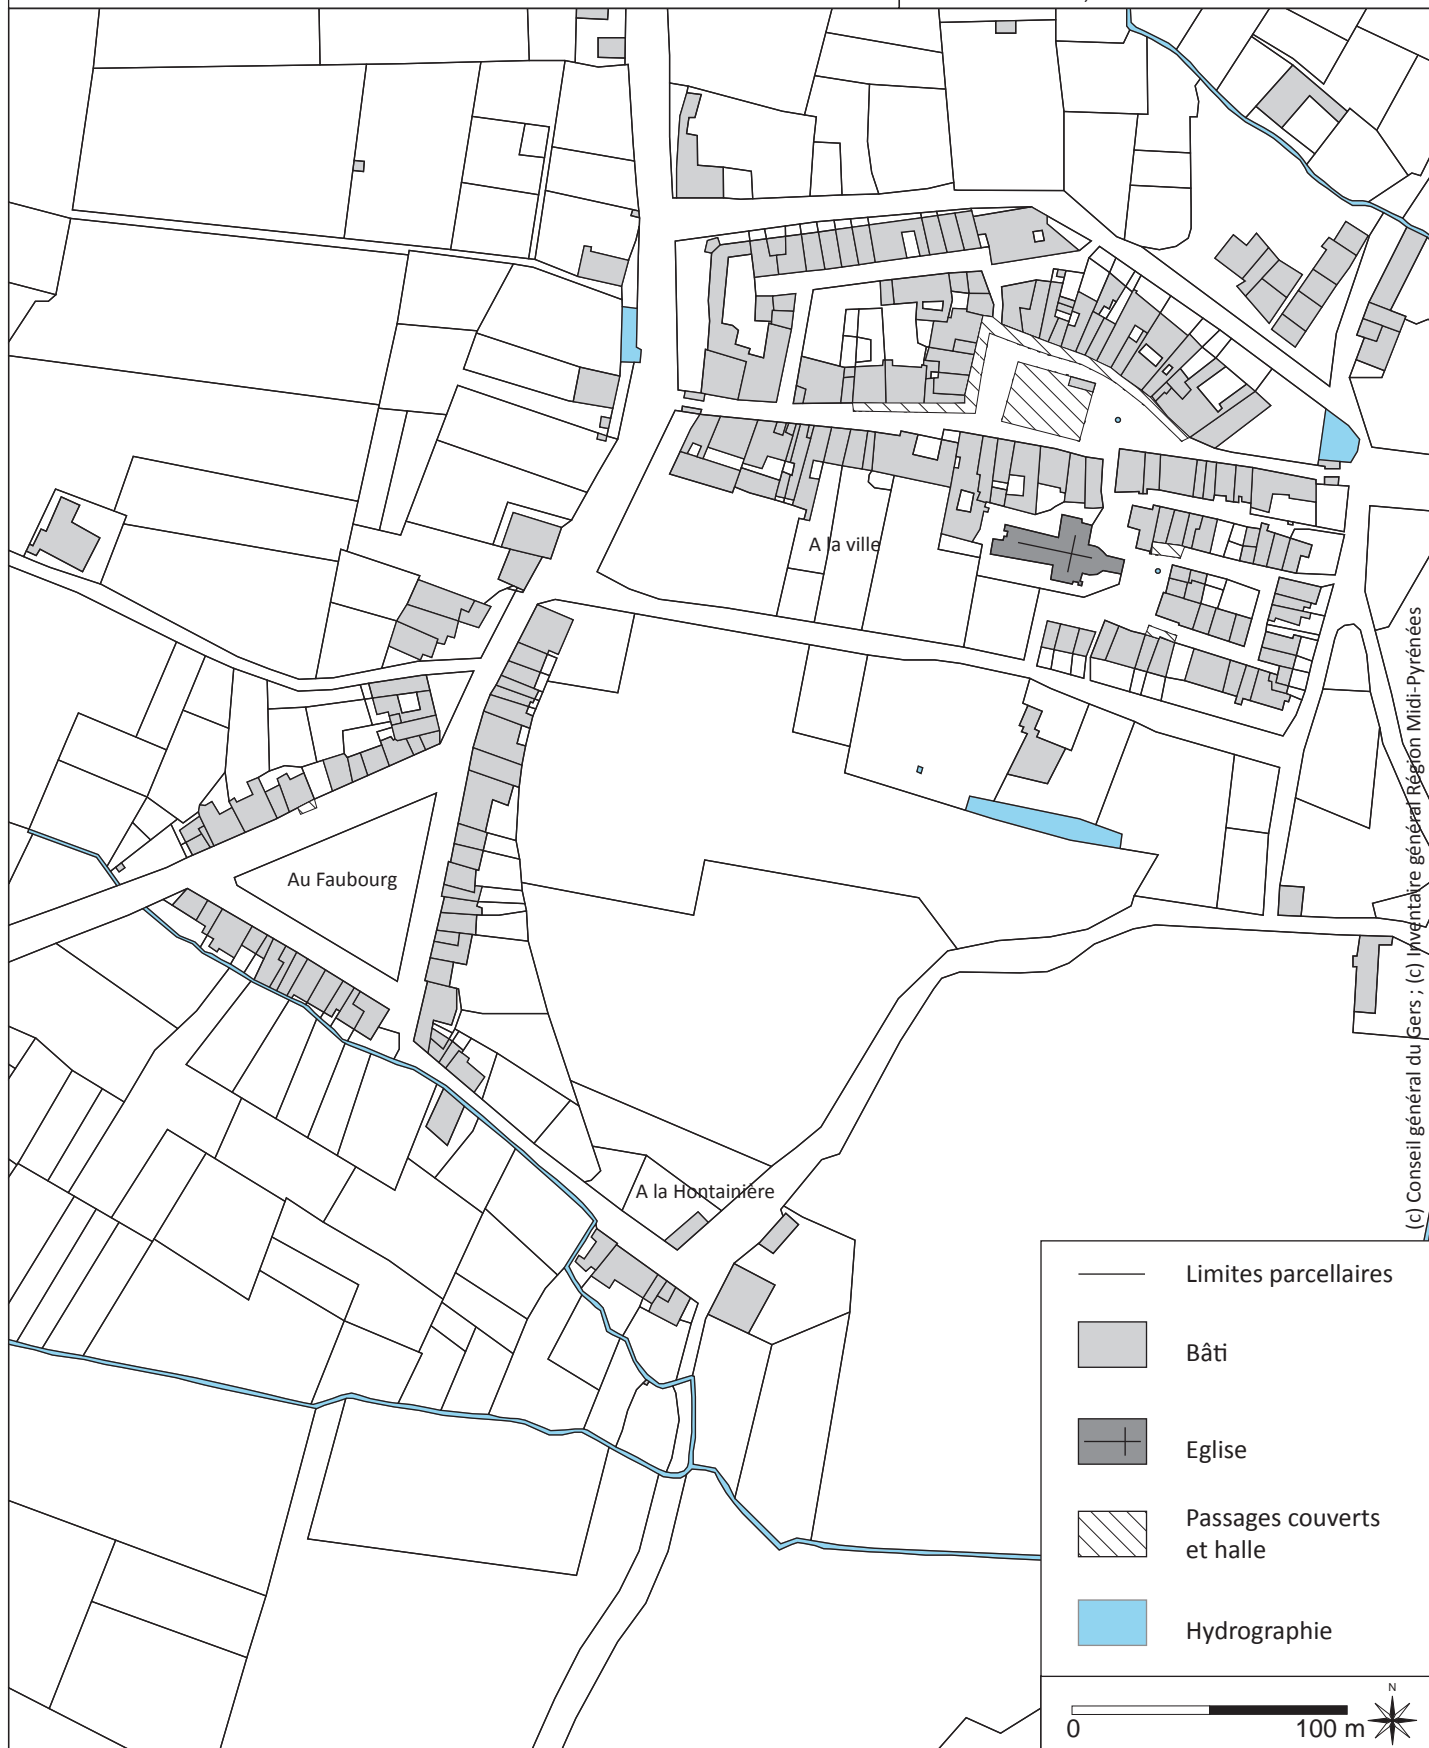 A la ville
Au Faubourg
A la Hontainière
(c) Conseil général du Gers ; (c) Inventaire général Région Midi-Pyrénées
Limites parcellaires
Bâti
Eglise
Passages couverts
et halle
Hydrographie
N
0
100 m